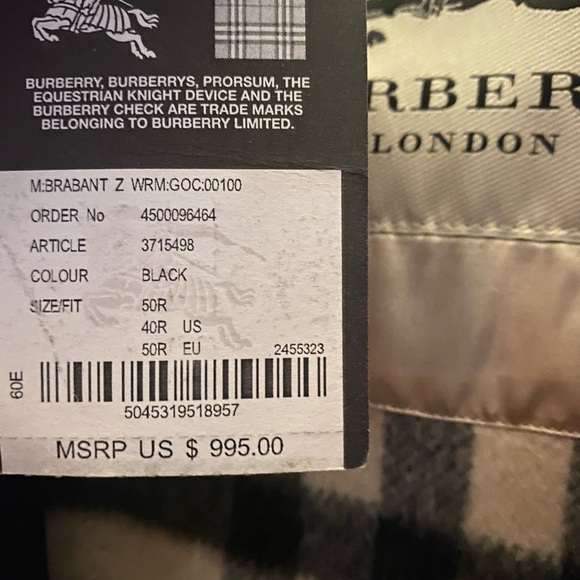 BURBERRY, BURBERRYS, PRORSUM, THE
EQUESTRIAN KNIGHT DEVICE AND THE
BURBERRY CHECK ARE TRADE MARKS
BELONGING TO BURBERRY LIMITED.
M:BRABANT Z WRM:GOC:00100
ORDER No 4500096464
ARTICLE 3715498
COLOUR BLACK
SIZE/FIT 50R
40R US
50R EU 2455323
60E
5045319518957
MSRP US $ 995.00
RBER
LONDON